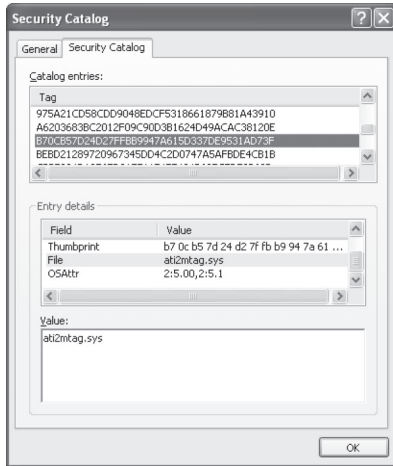 Security Catalog
General Security Catalog
Catalog entries:
Tag
975A21CD58CDD9048EDCF5318661879B81A43910
A6203683BC2012F09C90D3B1624D49ACAC38120E
B70CB57D24D27FFBB9947A615D337DE9531AD73F
BEBD21289720967345DD4C2D0747A5AFBDE4CB1B
Entry details
Field Value
Thumbprint b7 0c b5 7d 24 d2 7f fb b9 94 7a 61 ...
File ati2mtag.sys
OSAttr 2:5.00,2:5.1
Value:
ati2mtag.sys
OK